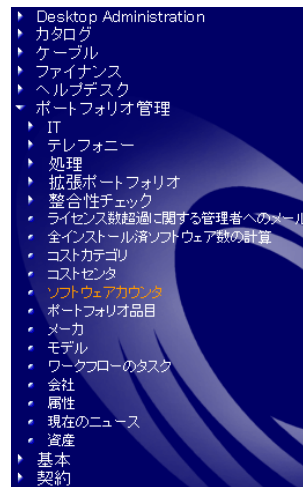 Desktop Administration
カタログ
ケーブル
ファイナンス
ヘルプデスク
ポートフォリオ管理
IT
テレフォニー
処理
拡張ポートフォリオ
整合性チェック
ライセンス数超過に関する管理者へのメール
全インストール済ソフトウェア数の計算
コストカテゴリ
コストセンタ
ソフトウェアカウンタ
ポートフォリオ品目
メーカ
モデル
ワークフローのタスク
会社
属性
現在のニュース
資産
基本
契約